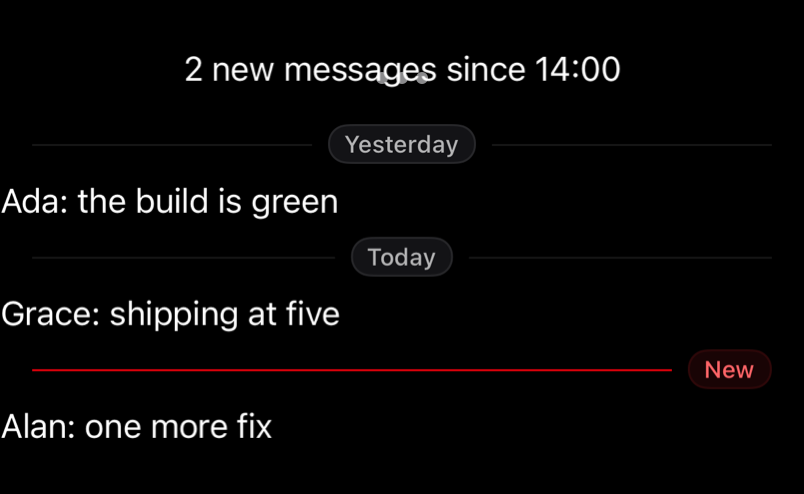 2 new messages since 14:00
Yesterday
Ada: the build is green
Today
Grace: shipping at five
New
Alan: one more fix